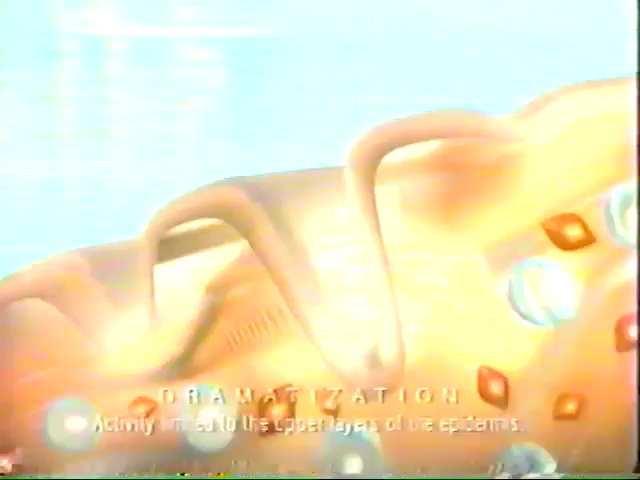 DRAMATIZATION
Activity limited to the upper layers of the epidermis.